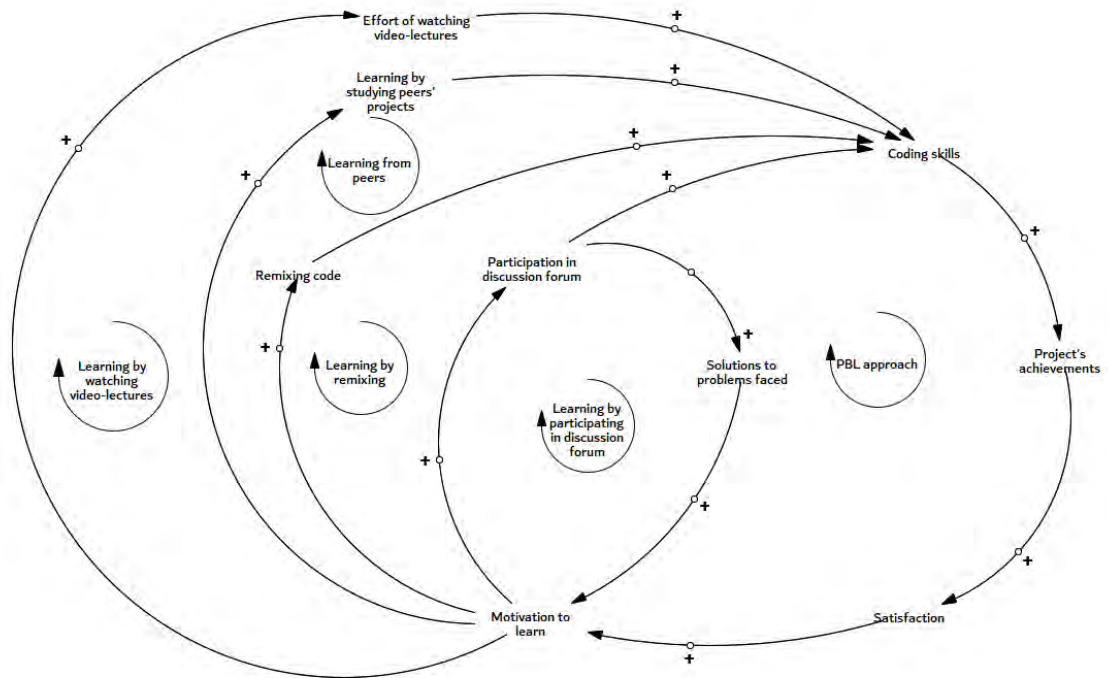 Effort of watching
video-lectures
Learning by
studying peers'
projects
Learning from
peers
Coding skills
Remixing code
Participation in
discussion forum
Learning by
watching
video-lectures
Learning by
remixing
Learning by
participating
in discussion
forum
Solutions to
problems faced
PBL approach
Project's
achievements
Motivation to
learn
Satisfaction
+
+
+
+
+
+
+
+
+
+
+
+
+